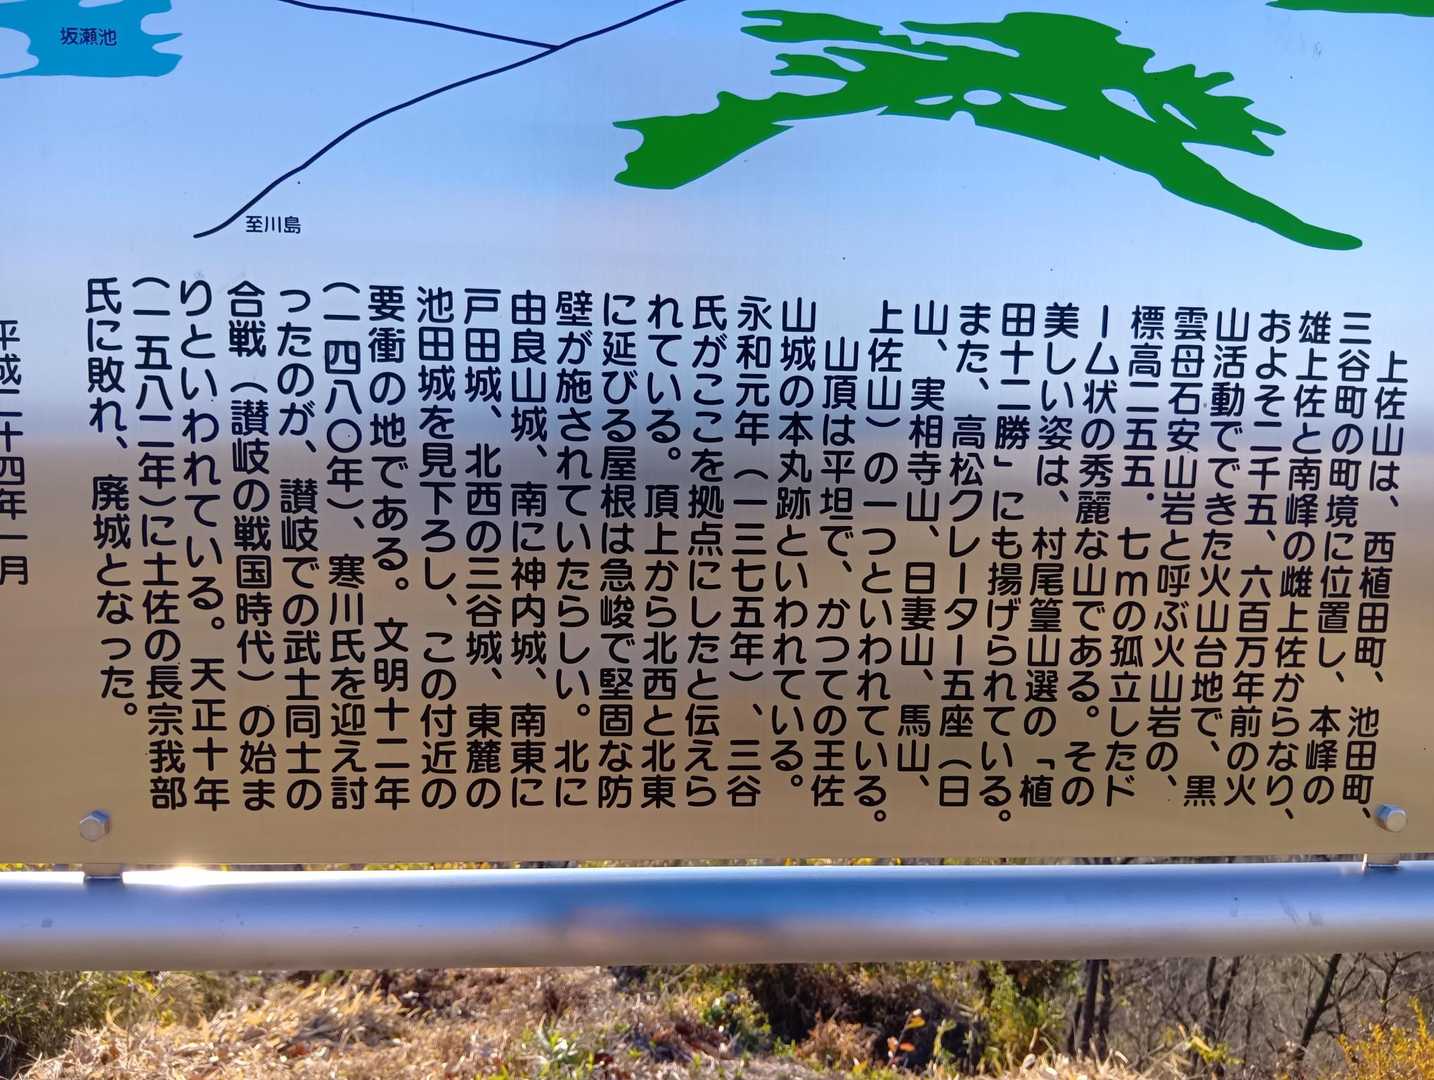 坂瀬池
至川島
上佐山は、西植田町、池田町、
三谷町の町境に位置し、本峰の
雄上佐と南峰の雌上佐からなり、
およそ二千五、六百万年前の火
山活動でできた火山台地で、黒
雲母石安山岩と呼ぶ火山岩の、
標高二五五.七mの孤立したド
ーム状の秀麗な山である。その
美しい姿は、村尾篁山選の「植
田十二勝」にも揚げられている。
また、高松クレーター五座(日
山、実相寺山、日妻山、馬山、
上佐山)の一つといわれている。
山頂は平坦で、かつての王佐
山城の本丸跡といわれている。
永和元年(一三七五年)、三谷
氏がここを拠点にしたと伝えら
れている。頂上から北西と北東
に延びる屋根は急峻で堅固な防
壁が施されていたらしい。北に
由良山城、南に神内城、南東に
戸田城、北西の三谷城、東麓の
池田城を見下ろし、この付近の
要衝の地である。文明十二年
(一四八〇年)、寒川氏を迎え討
ったのが、讃岐での武士同士の
合戦(讃岐の戦国時代)の始ま
りといわれている。天正十年
(一五八二年)に土佐の長宗我部
氏に敗れ、廃城となった。
平成二十四年一月